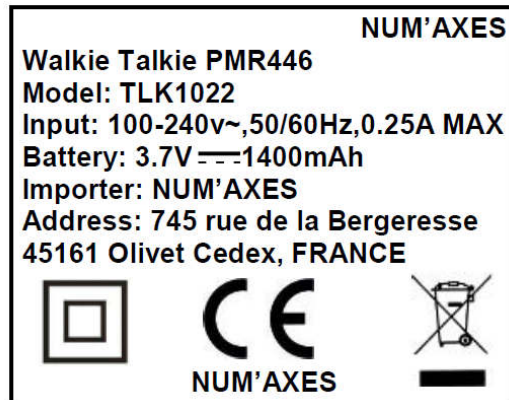 NUM'AXES
Walkie Talkie PMR446
Model: TLK1022
Input: 100-240v~,50/60Hz,0.25A MAX
Battery: 3.7V⎓1400mAh
Importer: NUM'AXES
Address: 745 rue de la Bergeresse
45161 Olivet Cedex, FRANCE
CE
NUM'AXES